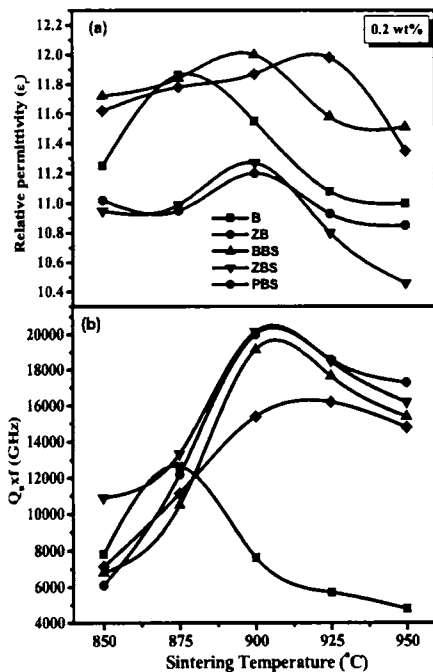 (a)
0.2 wt%
12.2
12.0
11.8
11.6
11.4
11.2
11.0
10.8
10.6
10.4
Relative permittivity (εr)
B
ZB
BBS
ZBS
PBS
(b)
20000
18000
16000
14000
12000
10000
8000
6000
4000
Quxf (GHz)
850 875 900 925 950
Sintering Temperature (°C)